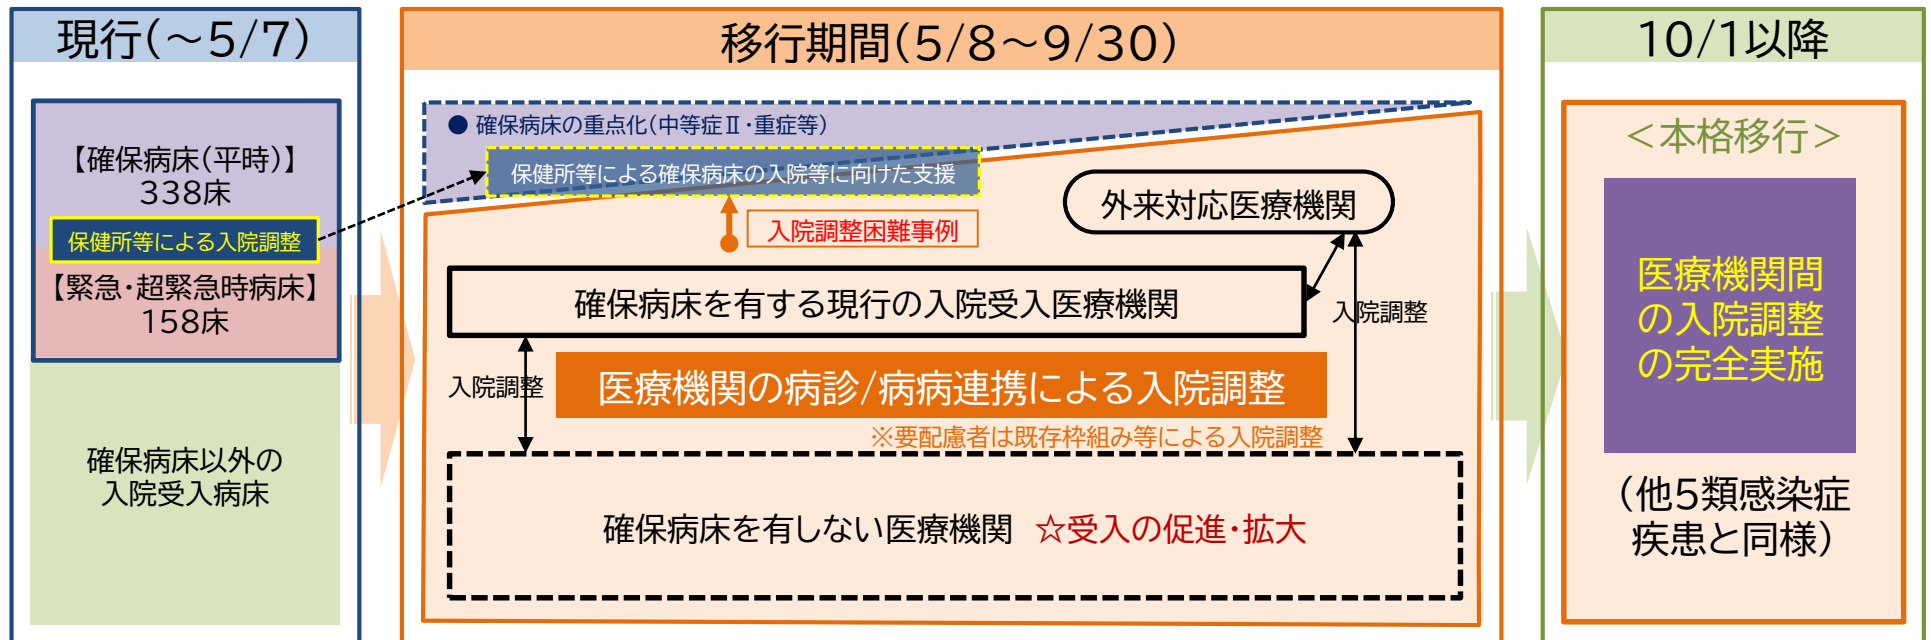 現行(～5/7)
【確保病床(平時)】
338床
保健所等による入院調整
【緊急・超緊急時病床】
158床
確保病床以外の
入院受入病床
移行期間(5/8～9/30)
● 確保病床の重点化(中等症Ⅱ・重症等)
保健所等による確保病床の入院等に向けた支援
入院調整困難事例
外来対応医療機関
確保病床を有する現行の入院受入医療機関
入院調整
入院調整
医療機関の病診/病病連携による入院調整
※要配慮者は既存枠組み等による入院調整
確保病床を有しない医療機関 ☆受入の促進・拡大
10/1以降
＜本格移行＞
医療機関間
の入院調整
の完全実施
(他5類感染症
疾患と同様)